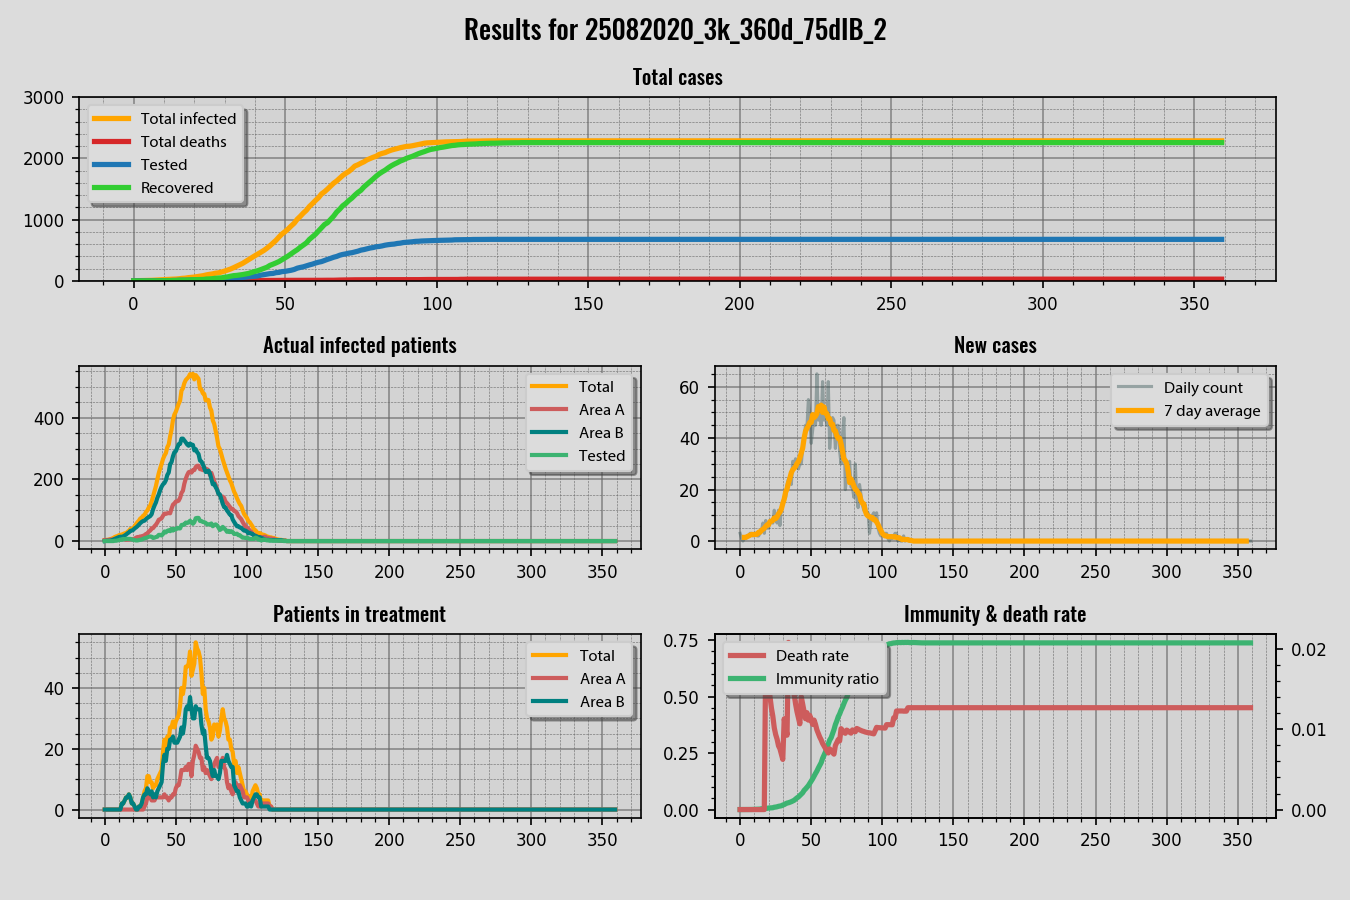 Results for 25082020_3k_360d_75dIB_2
Total cases
3000
2000
1000
0
Total infected
Total deaths
Tested
Recovered
0 50 100 150 200 250 300 350
Actual infected patients
400
200
0
Total
Area A
Area B
Tested
0 50 100 150 200 250 300 350
New cases
60
40
20
0
Daily count
7 day average
0 50 100 150 200 250 300 350
Patients in treatment
40
20
0
Total
Area A
Area B
0 50 100 150 200 250 300 350
Immunity & death rate
0.75
0.50
0.25
0.00
Death rate
Immunity ratio
0.02
0.01
0.00
0 50 100 150 200 250 300 350